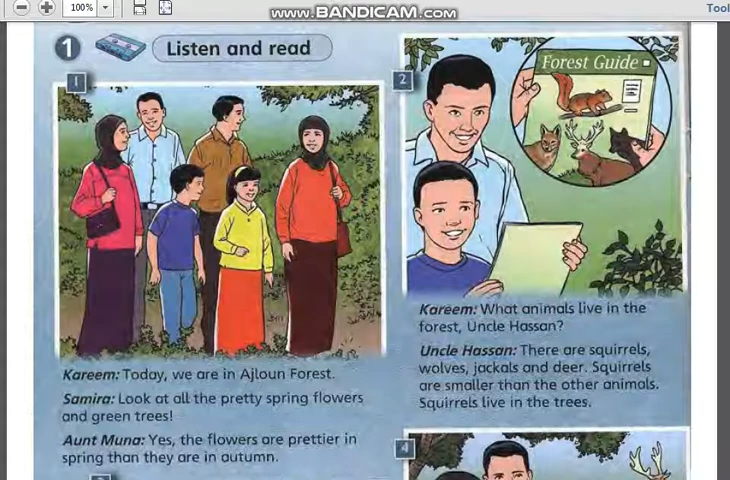 100%
WWW.BANDICAM.COM
Tool
1
Listen and read
1
Kareem: Today, we are in Ajloun Forest.
Samira: Look at all the pretty spring flowers
and green trees!
Aunt Muna: Yes, the flowers are prettier in
spring than they are in autumn.
2
Forest Guide
Kareem: What animals live in the
forest, Uncle Hassan?
Uncle Hassan: There are squirrels,
wolves, jackals and deer. Squirrels
are smaller than the other animals.
Squirrels live in the trees.
4